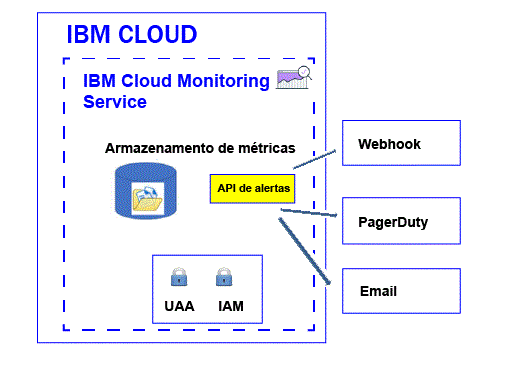 IBM CLOUD
IBM Cloud Monitoring
Service
Armazenamento de métricas
API de alertas
UAA
IAM
Webhook
PagerDuty
Email